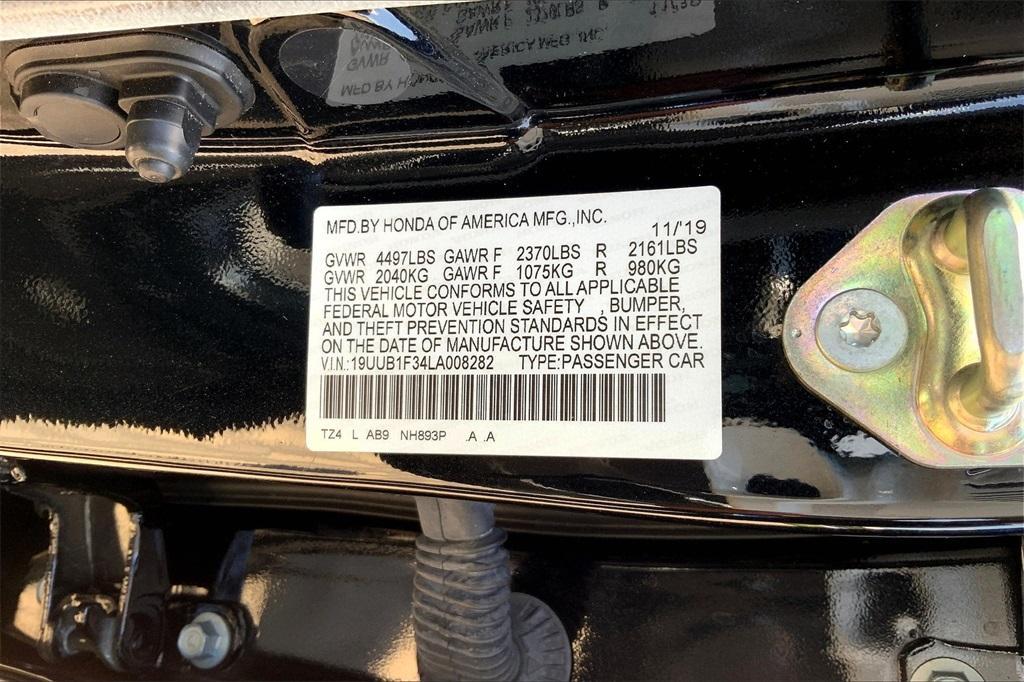 MFD.BY HONDA OF AMERICA MFG.,INC.
11/'19
GVWR 4497LBS GAWR F 2370LBS R 2161LBS
GVWR 2040KG GAWR F 1075KG R 980KG
THIS VEHICLE CONFORMS TO ALL APPLICABLE
FEDERAL MOTOR VEHICLE SAFETY , BUMPER,
AND THEFT PREVENTION STANDARDS IN EFFECT
ON THE DATE OF MANUFACTURE SHOWN ABOVE.
V.I.N.:19UUB1F34LA008282 TYPE:PASSENGER CAR
TZ4 L AB9 NH893P .A .A